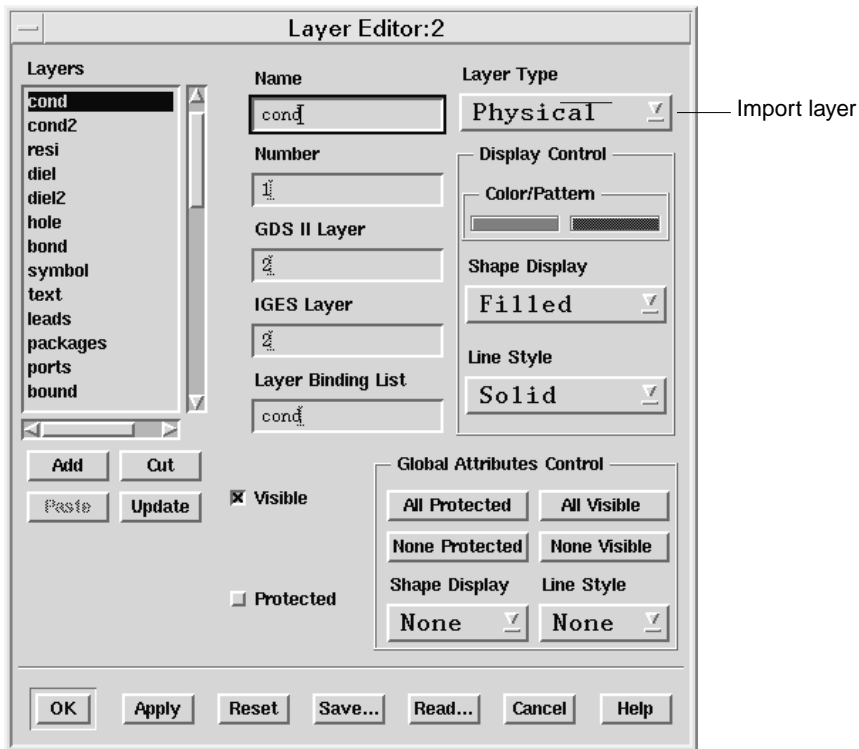 Layer Editor:2
Layers
cond
cond2
resi
diel
diel2
hole
bond
symbol
text
leads
packages
ports
bound
Add
Cut
Paste
Update
Name
cond
Number
1
GDS II Layer
2
IGES Layer
2
Layer Binding List
cond
Visible
Protected
Layer Type
Physical
Import layer
Display Control
Color/Pattern
Shape Display
Filled
Line Style
Solid
Global Attributes Control
All Protected
All Visible
None Protected
None Visible
Shape Display
Line Style
None
None
OK
Apply
Reset
Save...
Read...
Cancel
Help